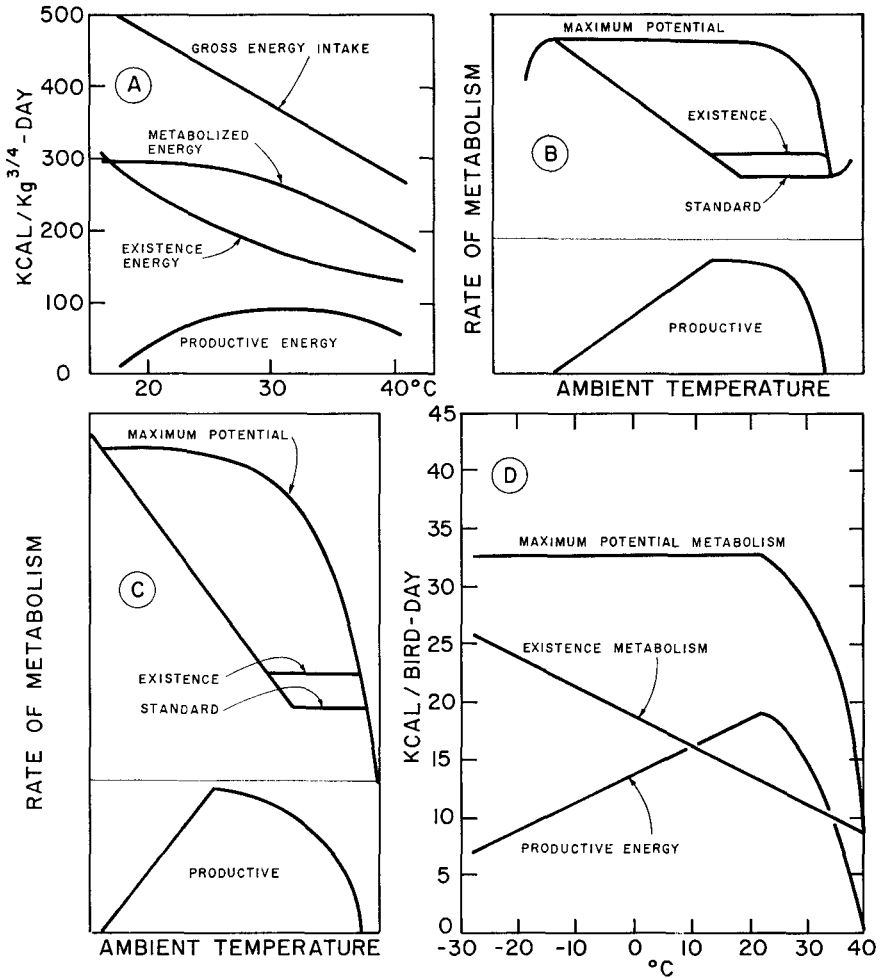 KCAL/Kg3/4-DAY
500
400
300
200
100
0
A
GROSS ENERGY
INTAKE
METABOLIZED
ENERGY
EXISTENCE
ENERGY
PRODUCTIVE ENERGY
20
30
40°C
RATE OF METABOLISM
MAXIMUM POTENTIAL
B
EXISTENCE
STANDARD
PRODUCTIVE
AMBIENT TEMPERATURE
RATE OF METABOLISM
MAXIMUM POTENTIAL
C
EXISTENCE
STANDARD
PRODUCTIVE
AMBIENT TEMPERATURE
KCAL/BIRD-DAY
45
40
35
30
25
20
15
10
5
0
D
MAXIMUM POTENTIAL METABOLISM
EXISTENCE METABOLISM
PRODUCTIVE ENERGY
-30
-20
-10
0
10
20
30
40
°C